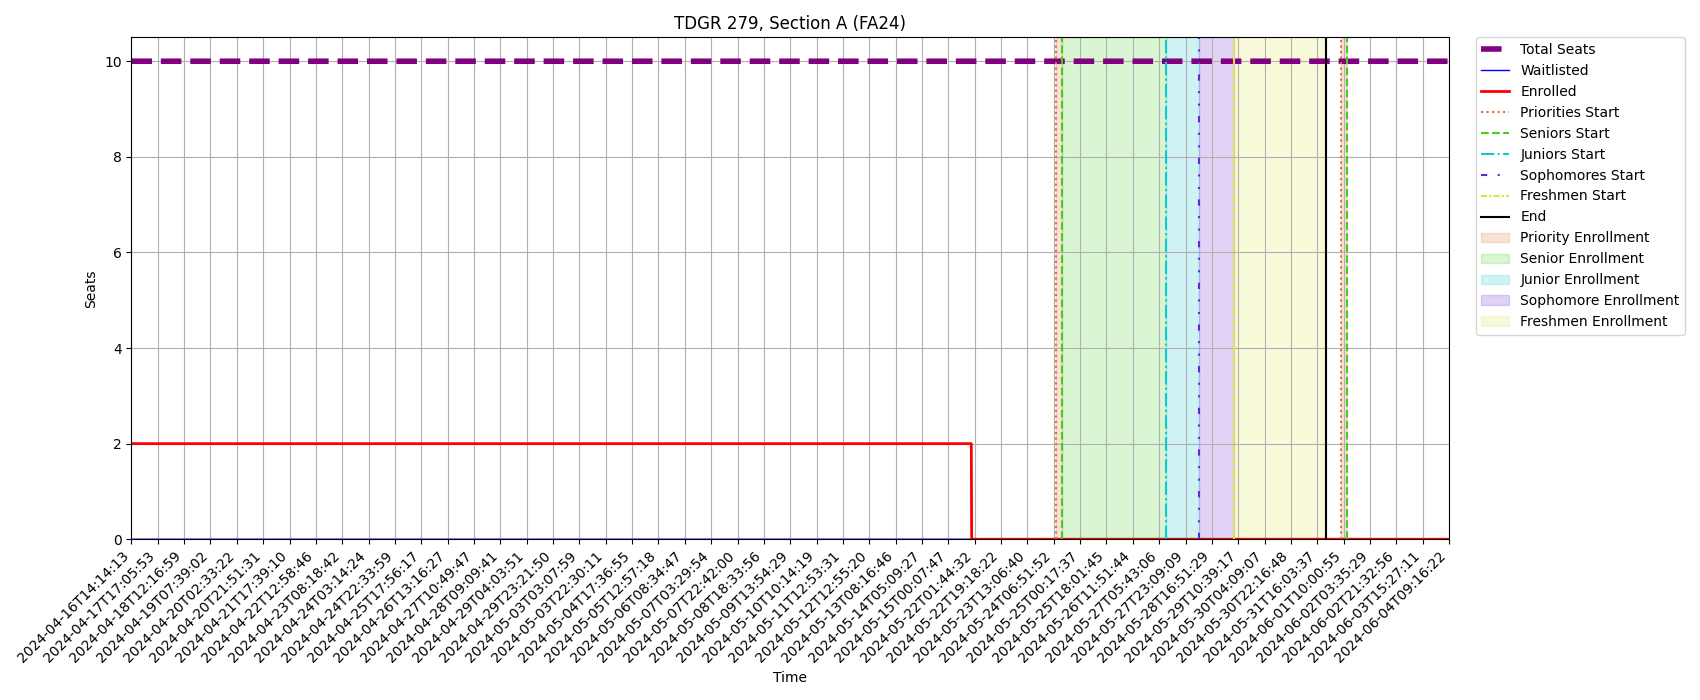 TDGR 279, Section A (FA24)
10
8
6
4
2
0
Seats
2024-04-16T14:14:13
2024-04-17T17:05:53
2024-04-18T12:16:59
2024-04-19T07:39:02
2024-04-20T02:33:22
2024-04-20T21:51:31
2024-04-21T17:39:10
2024-04-22T12:58:46
2024-04-23T08:18:42
2024-04-24T03:14:24
2024-04-24T22:33:59
2024-04-25T17:56:17
2024-04-26T13:16:27
2024-04-27T10:49:47
2024-04-28T09:09:41
2024-04-29T04:03:51
2024-04-29T23:21:50
2024-05-03T03:07:59
2024-05-03T22:30:11
2024-05-04T17:36:55
2024-05-05T12:57:18
2024-05-06T08:34:47
2024-05-07T03:29:54
2024-05-07T22:42:00
2024-05-08T18:33:56
2024-05-09T13:54:29
2024-05-10T10:14:19
2024-05-11T12:53:31
2024-05-12T12:55:20
2024-05-13T08:16:46
2024-05-14T05:09:27
2024-05-15T00:07:47
2024-05-22T01:44:32
2024-05-22T19:18:22
2024-05-23T13:06:40
2024-05-24T06:51:52
2024-05-25T00:17:37
2024-05-25T18:01:45
2024-05-26T11:51:44
2024-05-27T05:43:06
2024-05-27T23:09:09
2024-05-28T16:51:29
2024-05-29T10:39:17
2024-05-30T04:09:07
2024-05-30T22:16:48
2024-05-31T16:03:37
2024-06-01T10:00:55
2024-06-02T03:35:29
2024-06-02T21:32:56
2024-06-03T15:27:11
2024-06-04T09:16:22
Time
Total Seats
Waitlisted
Enrolled
Priorities Start
Seniors Start
Juniors Start
Sophomores Start
Freshmen Start
End
Priority Enrollment
Senior Enrollment
Junior Enrollment
Sophomore Enrollment
Freshmen Enrollment